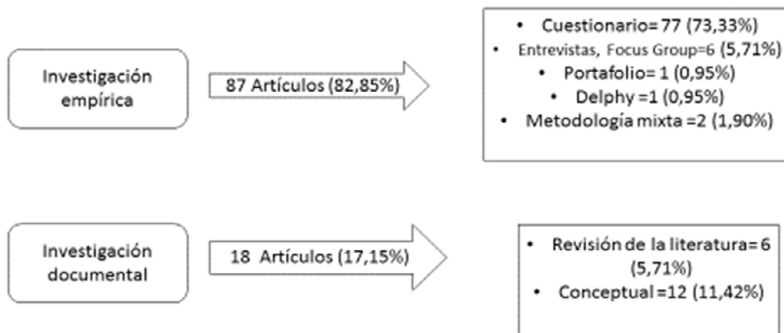 Investigación
empírica
87 Artículos (82,85%)
• Cuestionario= 77 (73,33%)
• Entrevistas, Focus Group=6 (5,71%)
• Portafolio= 1 (0,95%)
• Delphy =1 (0,95%)
• Metodología mixta =2 (1,90%)
Investigación
documental
18 Artículos (17,15%)
• Revisión de la literatura= 6
(5,71%)
• Conceptual =12 (11,42%)